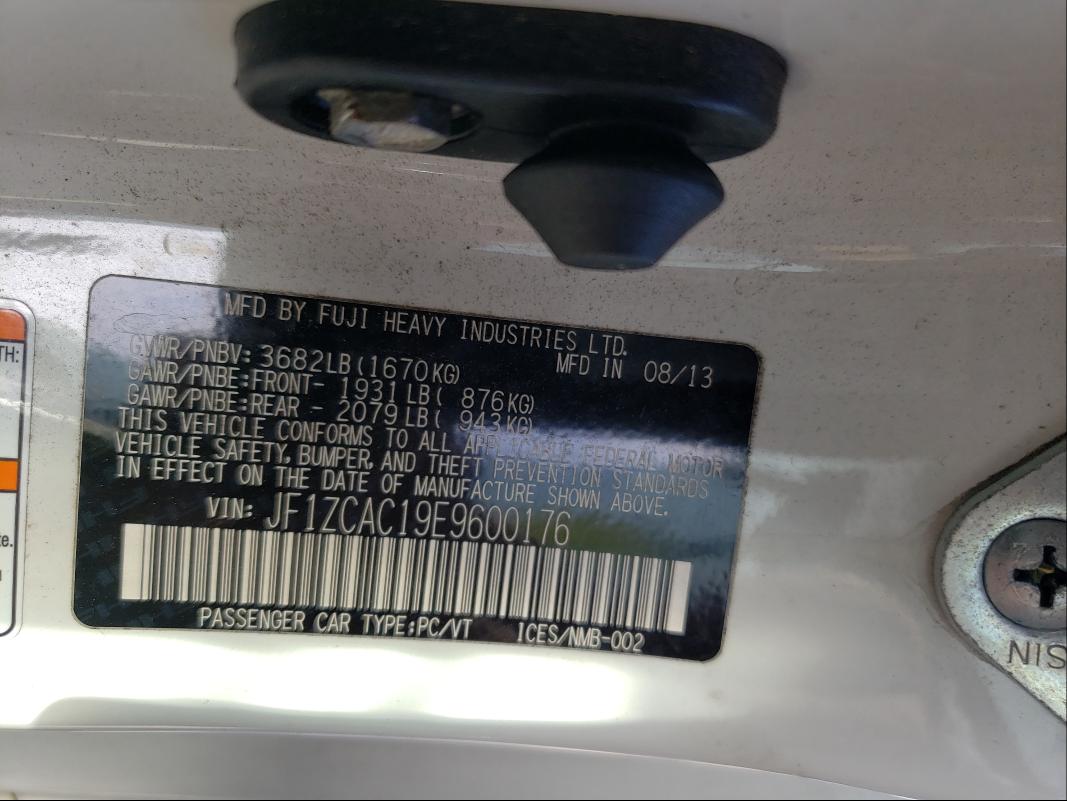 MFD BY FUJI HEAVY INDUSTRIES LTD.
GVWR/PNBV: 3682LB(1670KG) MFD IN 08/13
GAWR/PNBE:FRONT- 1931LB( 876KG)
GAWR/PNBE:REAR - 2079LB( 943KG)
THIS VEHICLE CONFORMS TO ALL APPLICABLE FEDERAL MOTOR
VEHICLE SAFETY, BUMPER, AND THEFT PREVENTION STANDARDS
IN EFFECT ON THE DATE OF MANUFACTURE SHOWN ABOVE.
VIN: JF1ZCAC19E9600176
PASSENGER CAR TYPE:PC/VT ICES/NMB-002
TH:
te.
NIS